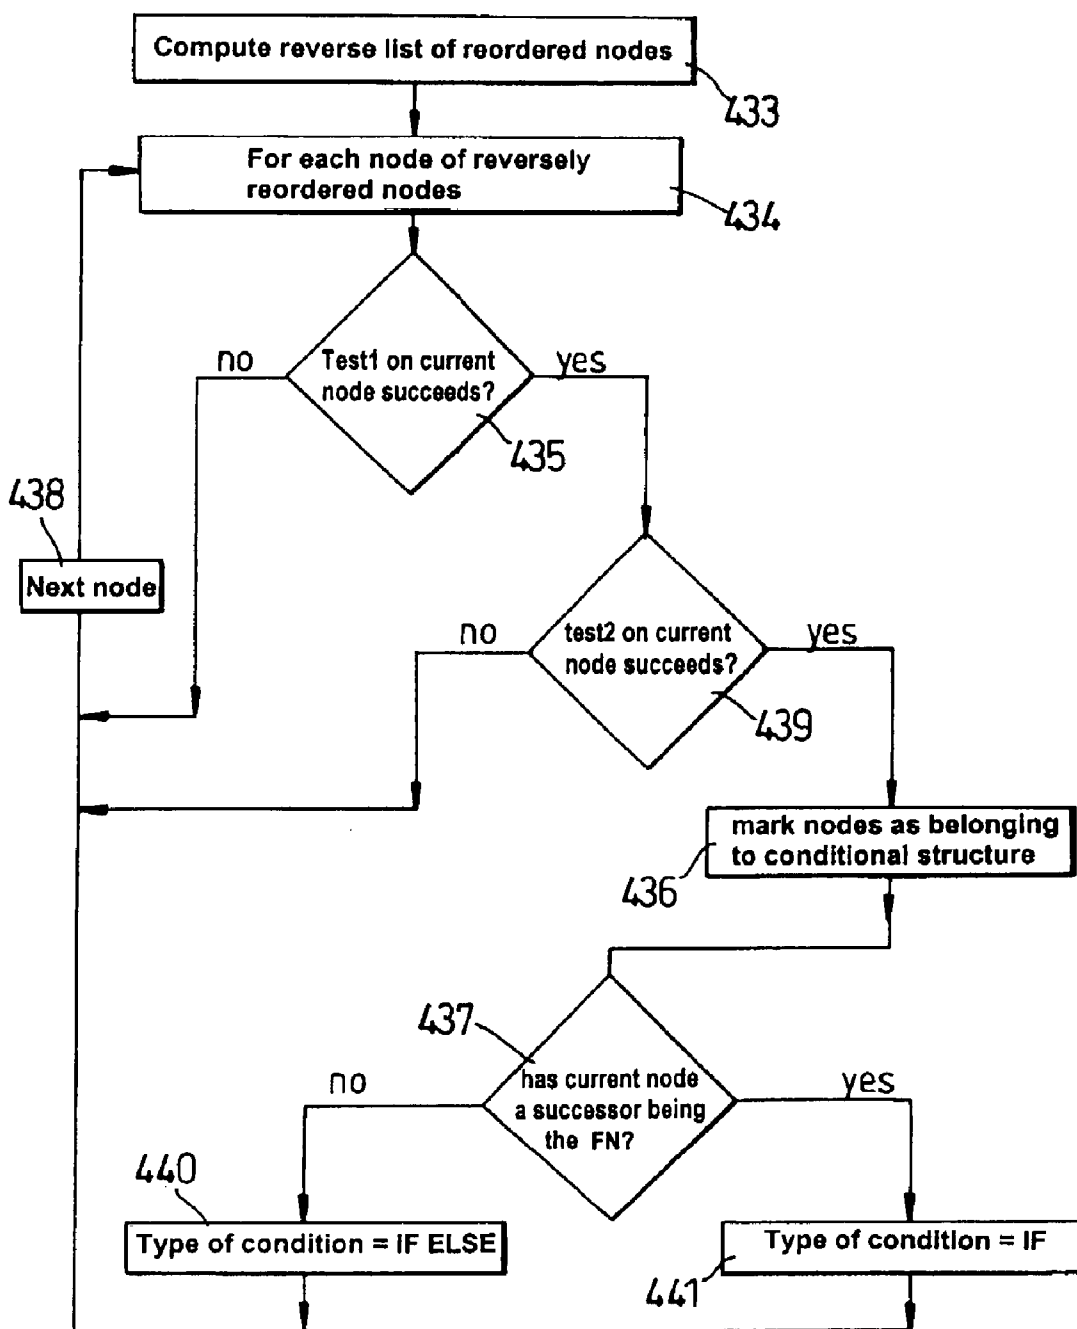 Compute reverse list of reordered nodes
433
For each node of reversely
reordered nodes
434
no
Test1 on current
node succeeds?
yes
435
438
Next node
no
test2 on current
node succeeds?
yes
439
mark nodes as belonging
to conditional structure
436
437
no
has current node
a successor being
the FN?
yes
440
Type of condition = IF ELSE
Type of condition = IF
441